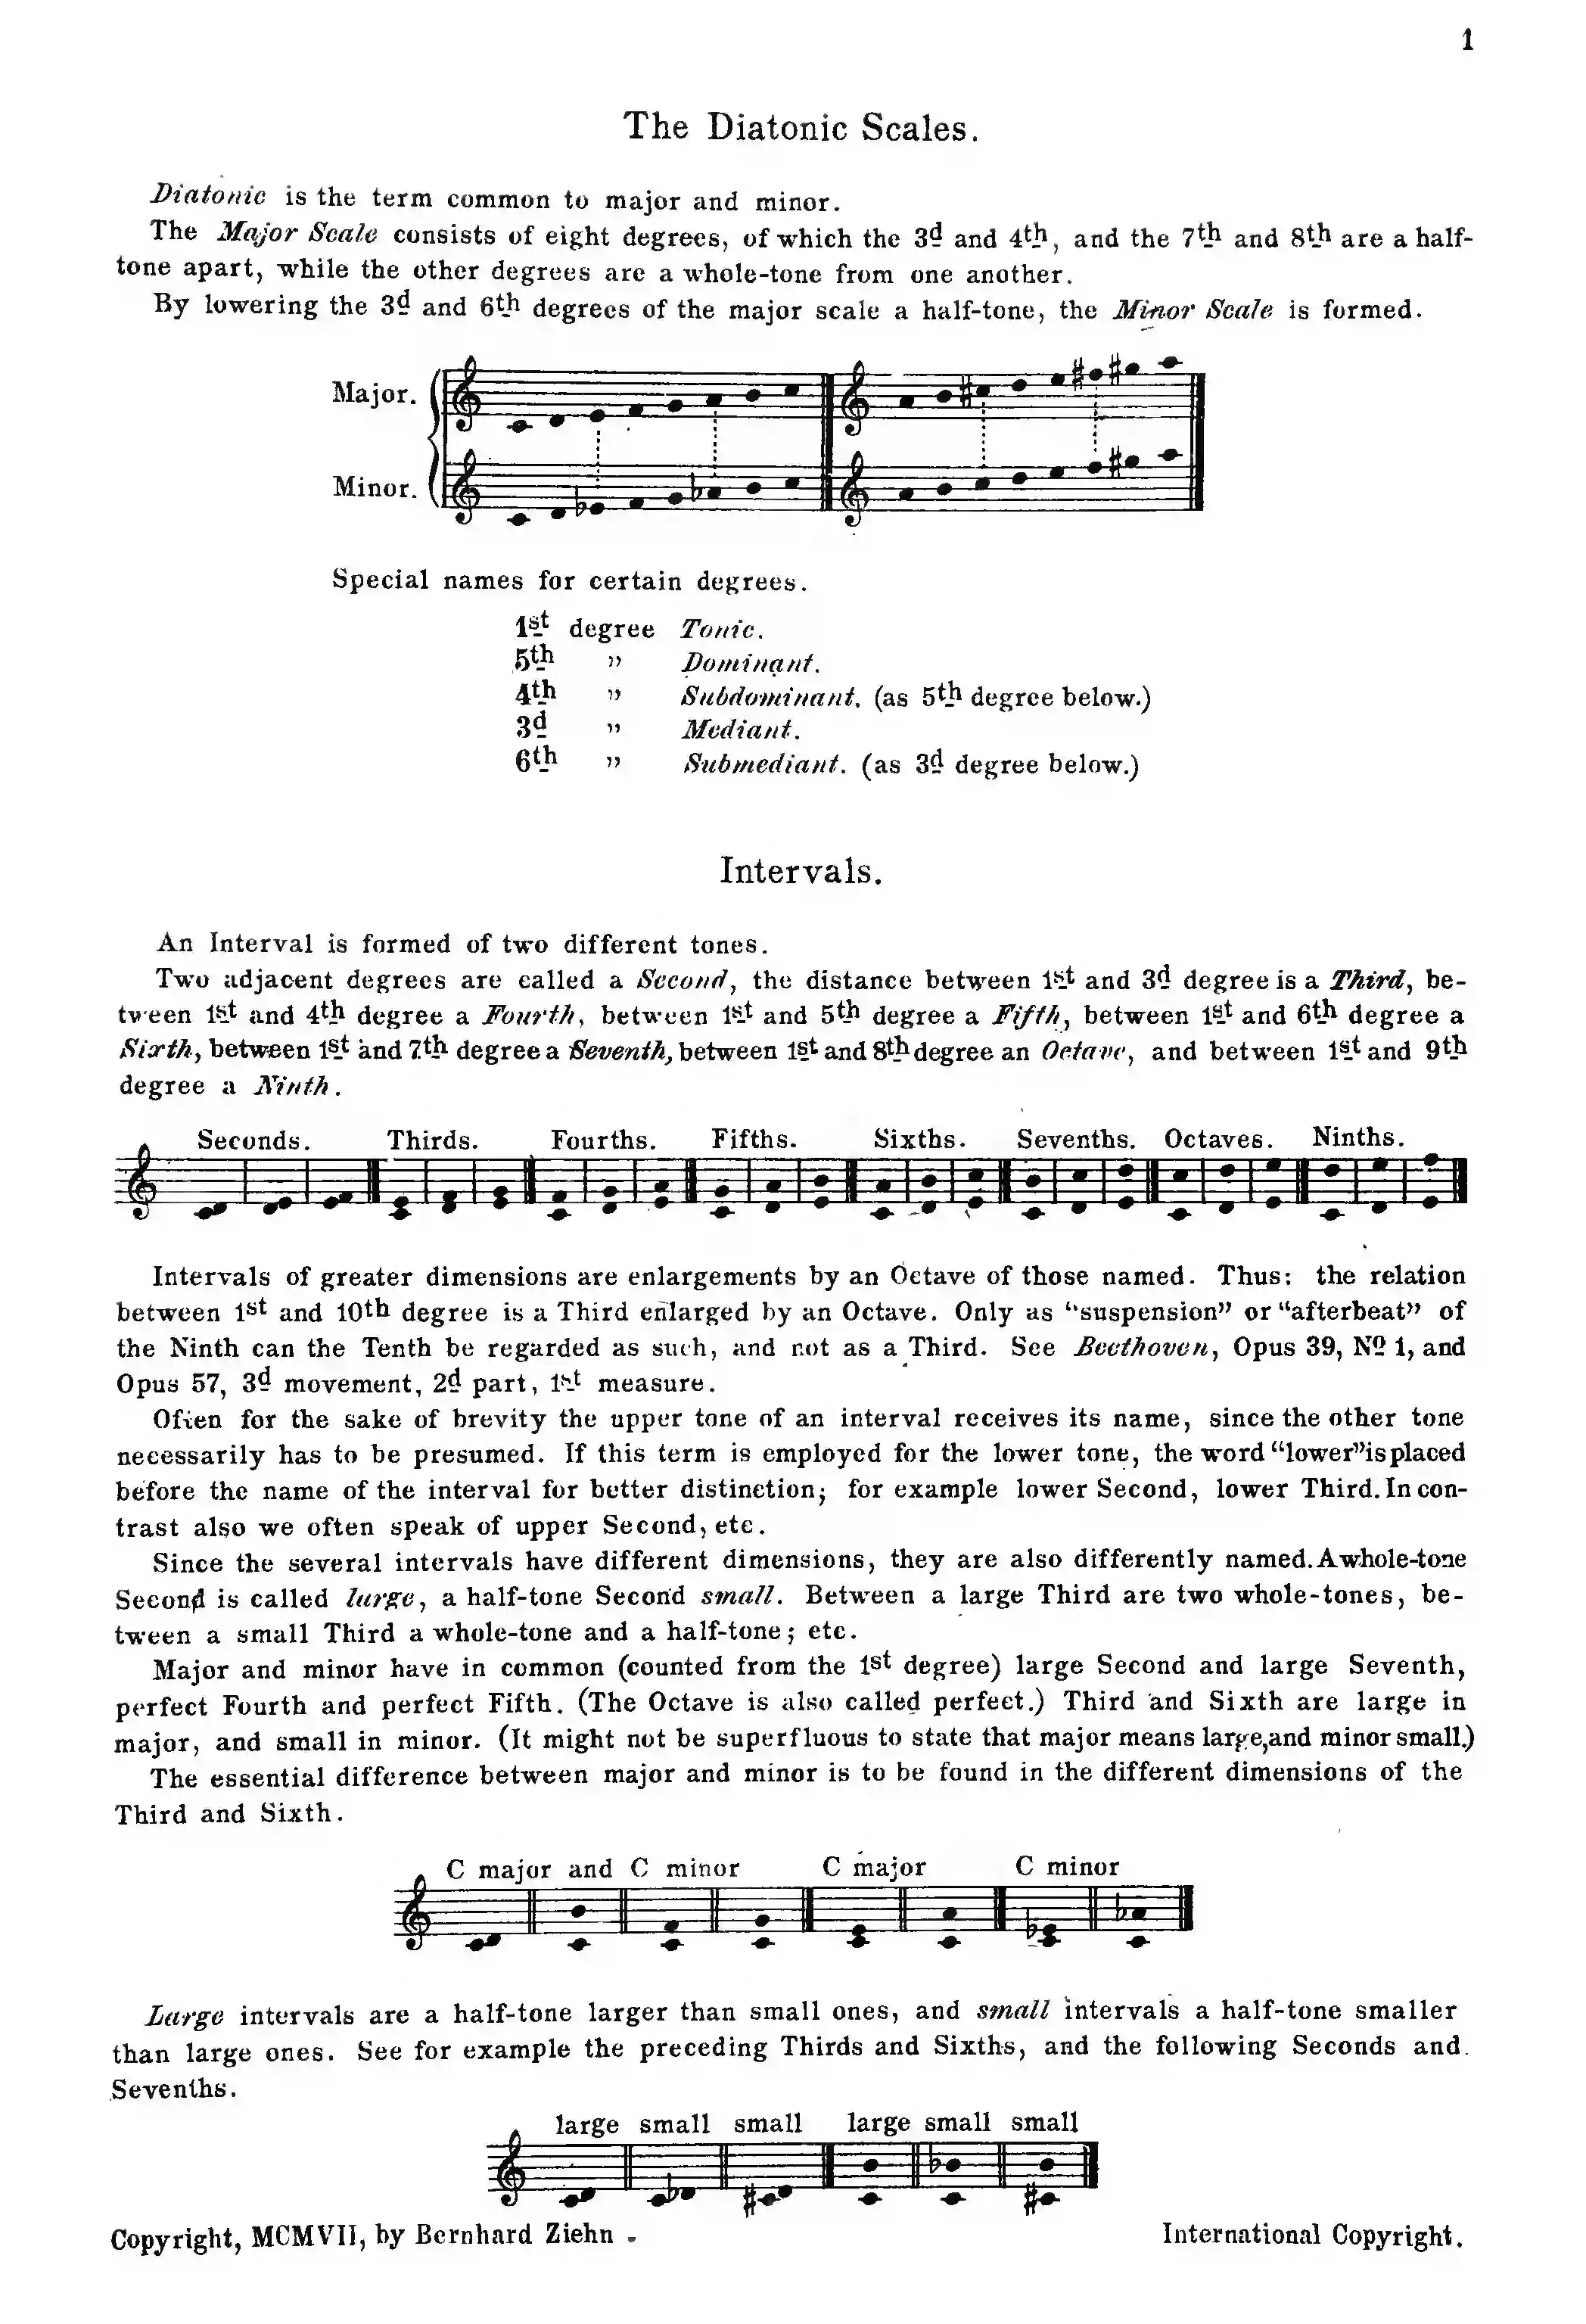 1
The Diatonic Scales.
Diatonic is the term common to major and minor.
The Major Scale consists of eight degrees, of which the 3d and 4th, and the 7th and 8th are a half-
tone apart, while the other degrees are a whole-tone from one another.
By lowering the 3d and 6th degrees of the major scale a half-tone, the Minor Scale is formed.
Major.
Minor.
Special names for certain degrees.
1st degree Tonic.
5th " Dominant.
4th " Subdominant. (as 5th degree below.)
3d " Mediant.
6th " Submediant. (as 3d degree below.)
Intervals.
An Interval is formed of two different tones.
Two adjacent degrees are called a Second, the distance between 1st and 3d degree is a Third, be-
tween 1st and 4th degree a Fourth, between 1st and 5th degree a Fifth, between 1st and 6th degree a
Sixth, between 1st and 7th degree a Seventh, between 1st and 8th degree an Octave, and between 1st and 9th
degree a Ninth.
Seconds. Thirds. Fourths. Fifths. Sixths. Sevenths. Octaves. Ninths.
Intervals of greater dimensions are enlargements by an Octave of those named. Thus: the relation
between 1st and 10th degree is a Third enlarged by an Octave. Only as "suspension" or "afterbeat" of
the Ninth can the Tenth be regarded as such, and not as a Third. See Beethoven, Opus 39, No 1, and
Opus 57, 3d movement, 2d part, 1st measure.
Often for the sake of brevity the upper tone of an interval receives its name, since the other tone
necessarily has to be presumed. If this term is employed for the lower tone, the word "lower" is placed
before the name of the interval for better distinction; for example lower Second, lower Third. In con-
trast also we often speak of upper Second, etc.
Since the several intervals have different dimensions, they are also differently named. A whole-tone
Second is called large, a half-tone Second small. Between a large Third are two whole-tones, be-
tween a small Third a whole-tone and a half-tone; etc.
Major and minor have in common (counted from the 1st degree) large Second and large Seventh,
perfect Fourth and perfect Fifth. (The Octave is also called perfect.) Third and Sixth are large in
major, and small in minor. (It might not be superfluous to state that major means large, and minor small.)
The essential difference between major and minor is to be found in the different dimensions of the
Third and Sixth.
C major and C minor C major C minor
Large intervals are a half-tone larger than small ones, and small intervals a half-tone smaller
than large ones. See for example the preceding Thirds and Sixths, and the following Seconds and
Sevenths.
large small small large small small
Copyright, MCMVII, by Bernhard Ziehn. International Copyright.